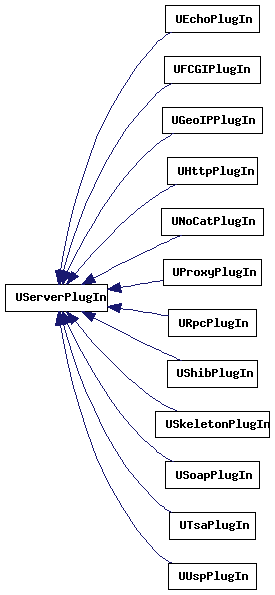 UEchoPlugIn
UFCGIPlugIn
UGeoIPPlugIn
UHttpPlugIn
UNoCatPlugIn
UProxyPlugIn
UServerPlugIn
URpcPlugIn
UShibPlugIn
USkeletonPlugIn
USoapPlugIn
UTsaPlugIn
UUspPlugIn